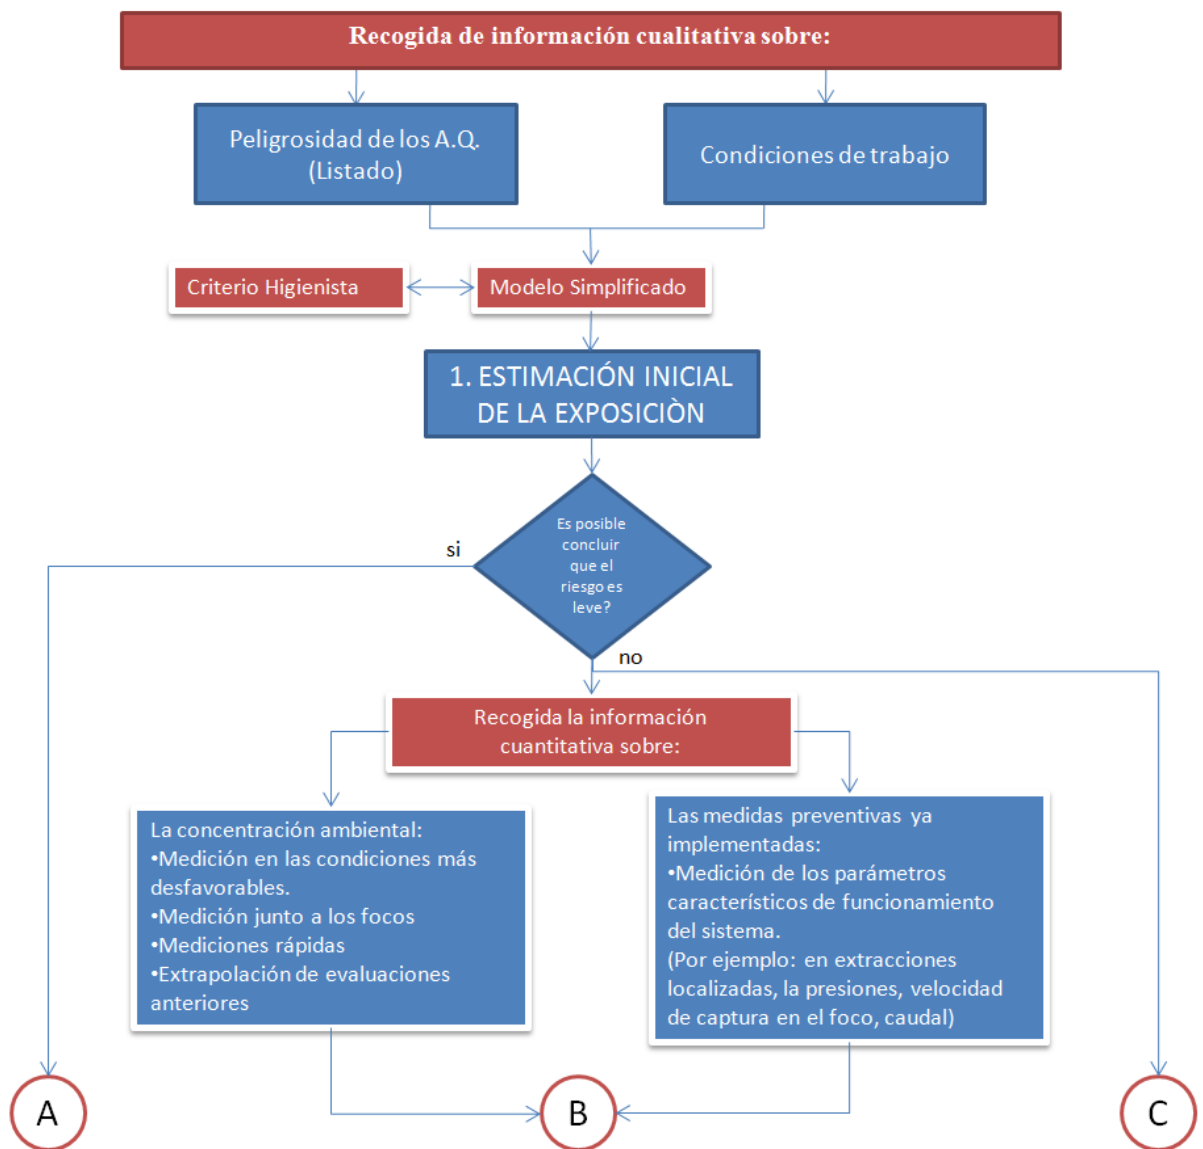 Recogida de información cualitativa sobre:
Peligrosidad de los A.Q.
(Listado)
Condiciones de trabajo
Criterio Higienista
Modelo Simplificado
1. ESTIMACIÓN INICIAL
DE LA EXPOSICIÒN
Es posible
concluir
que el
riesgo es
leve?
si
no
Recogida la información
cuantitativa sobre:
La concentración ambiental:
•Medición en las condiciones más
desfavorables.
•Medición junto a los focos
•Mediciones rápidas
•Extrapolación de evaluaciones
anteriores
Las medidas preventivas ya
implementadas:
•Medición de los parámetros
característicos de funcionamiento
del sistema.
(Por ejemplo: en extracciones
localizadas, la presiones, velocidad
de captura en el foco, caudal)
A
B
C